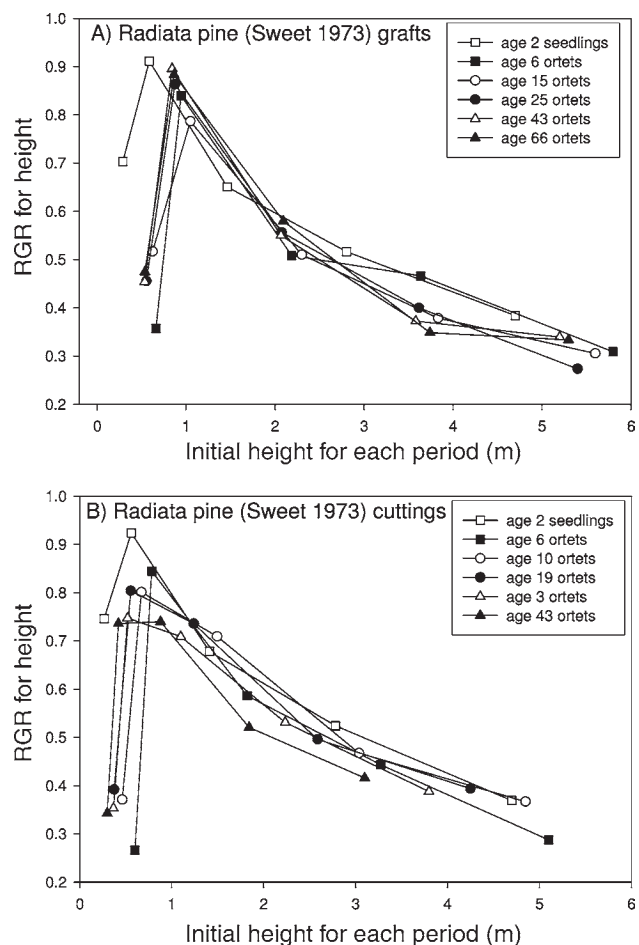 A) Radiata pine (Sweet 1973) grafts
age 2 seedlings
age 6 ortets
age 15 ortets
age 25 ortets
age 43 ortets
age 66 ortets
RGR for height
1.0
0.9
0.8
0.7
0.6
0.5
0.4
0.3
0.2
0 1 2 3 4 5 6
Initial height for each period (m)
B) Radiata pine (Sweet 1973) cuttings
age 2 seedlings
age 6 ortets
age 10 ortets
age 19 ortets
age 3 ortets
age 43 ortets
RGR for height
1.0
0.9
0.8
0.7
0.6
0.5
0.4
0.3
0.2
0 1 2 3 4 5 6
Initial height for each period (m)